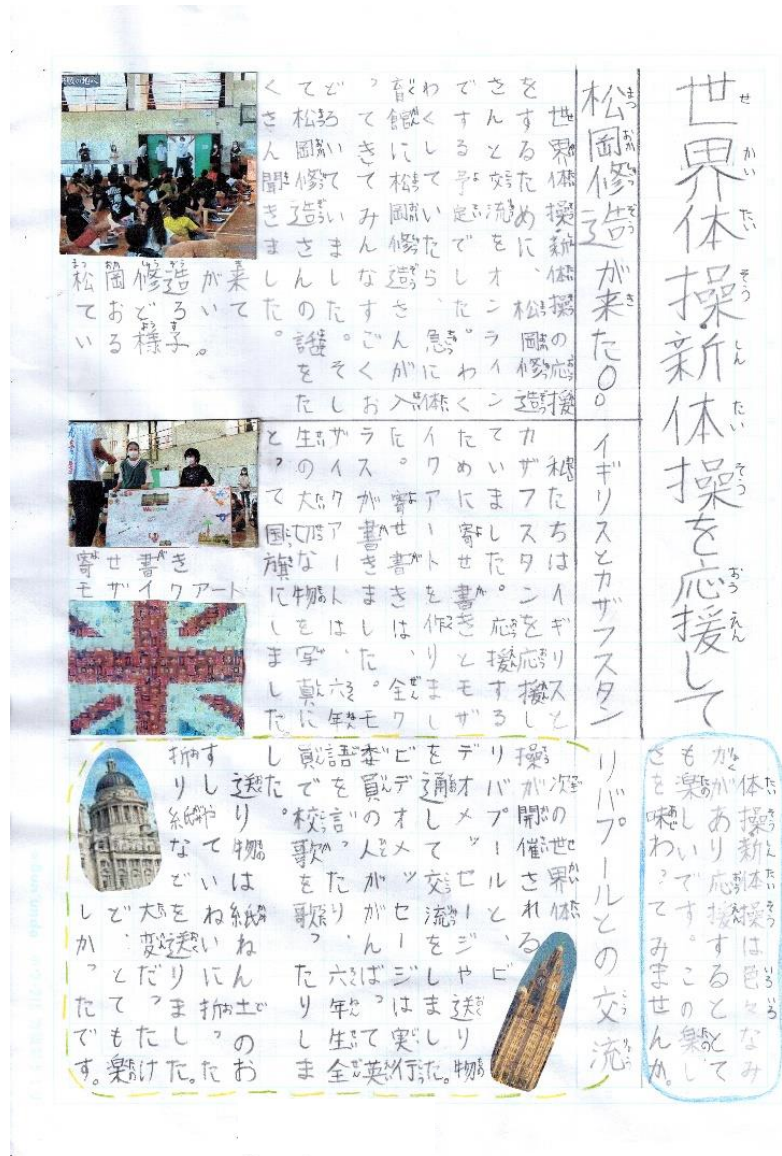 世界体操・新体操を応援して
体操新体操は色々なみ
があり応援するととて
も楽しいです。この楽し
さを味わってみませんか。
松岡修造が来た○。
世界体操・新体操の応援
をするために、松岡修造
さんと交流をオンライン
でする予定でした。わく
わくしていたら、急に体
育館に松岡修造さんが入
ってきてみんなすごくお
どろいていました。そし
て松岡修造さんの話をた
くさん聞きました。
松岡修造が来
ておどろいて
いる様子。
イギリスとカザフスタン
私たちはイギリスと
カザフスタンを応援し
ていました。応援する
ために寄せ書きとモザ
イクアートを作りまし
た。寄せ書きは、全ク
ラスが書きました。モ
ザイクアートは、六年
生の大切な物を写真に
とって国旗にしました。
寄せ書き
モザイクアート
リバプールとの交流
次の世界体
操が開催される
リバプールと、ビ
デオメッセージや送り物
を通して交流をしました。
ビデオメッセージは実行
委員の人ががんばって英
語を言ったり、六年生全
員で校歌を歌ったりしま
した。
送り物は紙ねん土のお
すしやていねいに折った
折り紙などを送りました。
大変だったけ
ど、とても楽
しかったです。